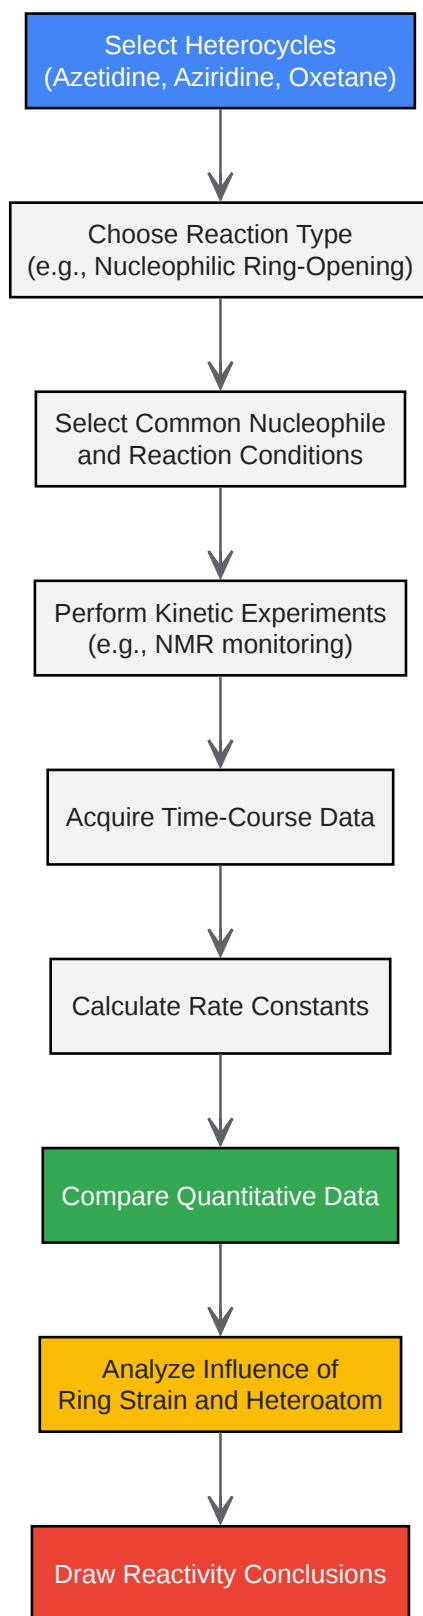 Select Heterocycles
(Azetidine, Aziridine, Oxetane)
Choose Reaction Type
(e.g., Nucleophilic Ring-Opening)
Select Common Nucleophile
and Reaction Conditions
Perform Kinetic Experiments
(e.g., NMR monitoring)
Acquire Time-Course Data
Calculate Rate Constants
Compare Quantitative Data
Analyze Influence of
Ring Strain and Heteroatom
Draw Reactivity Conclusions